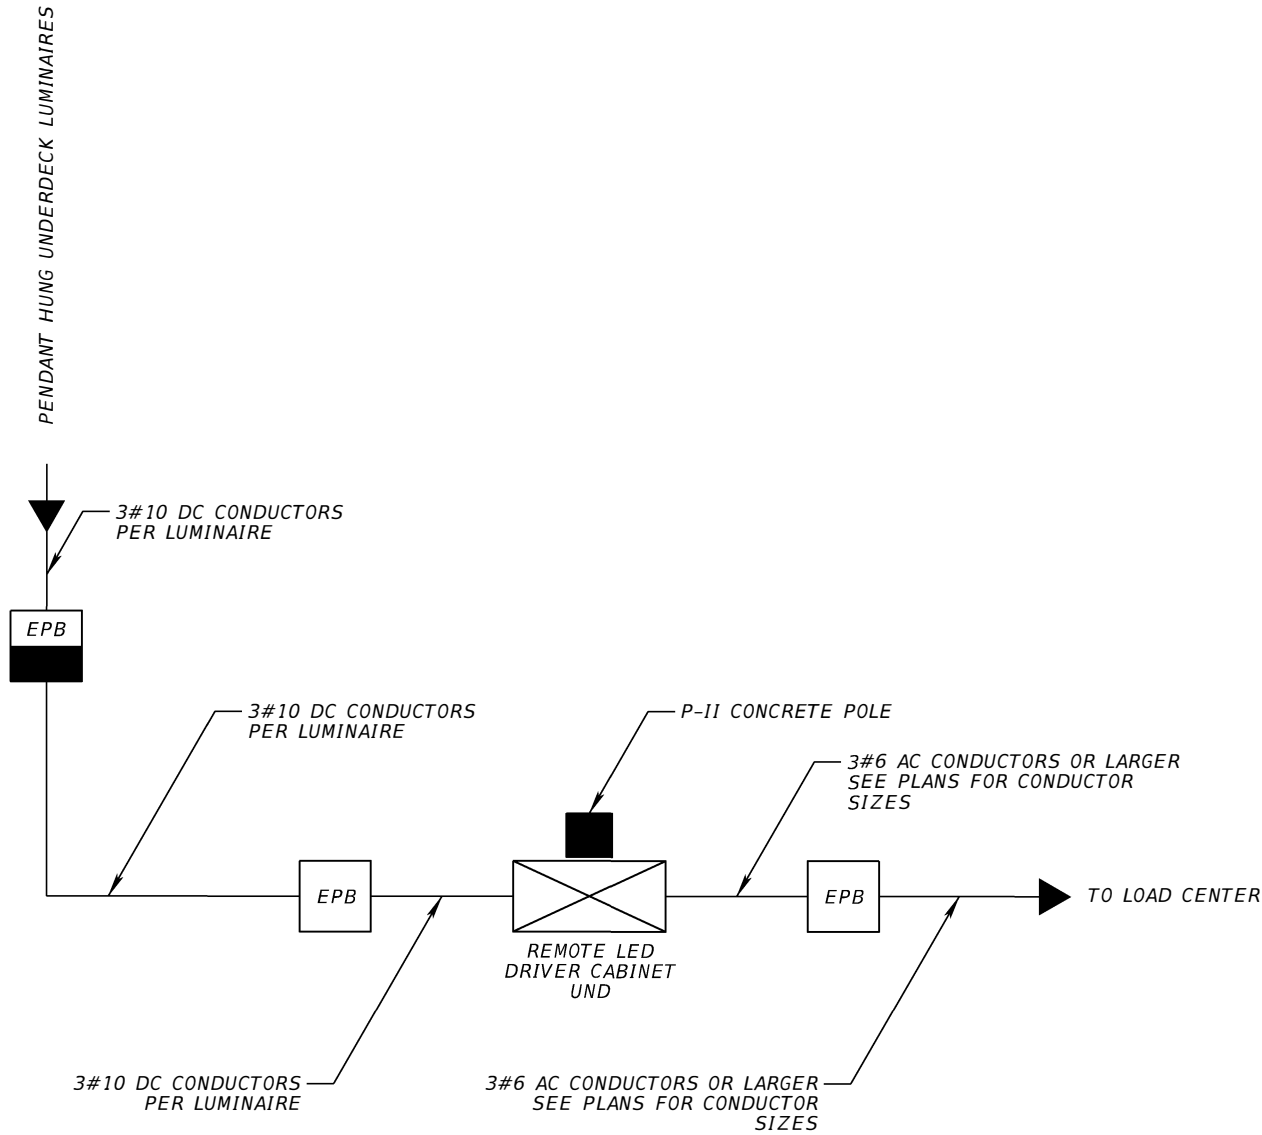 PENDANT HUNG UNDERDECK LUMINAIRES
3#10 DC CONDUCTORS
PER LUMINAIRE
EPB
3#10 DC CONDUCTORS
PER LUMINAIRE
P-II CONCRETE POLE
3#6 AC CONDUCTORS OR LARGER
SEE PLANS FOR CONDUCTOR
SIZES
EPB
EPB
TO LOAD CENTER
REMOTE LED
DRIVER CABINET
UND
3#10 DC CONDUCTORS
PER LUMINAIRE
3#6 AC CONDUCTORS OR LARGER
SEE PLANS FOR CONDUCTOR
SIZES